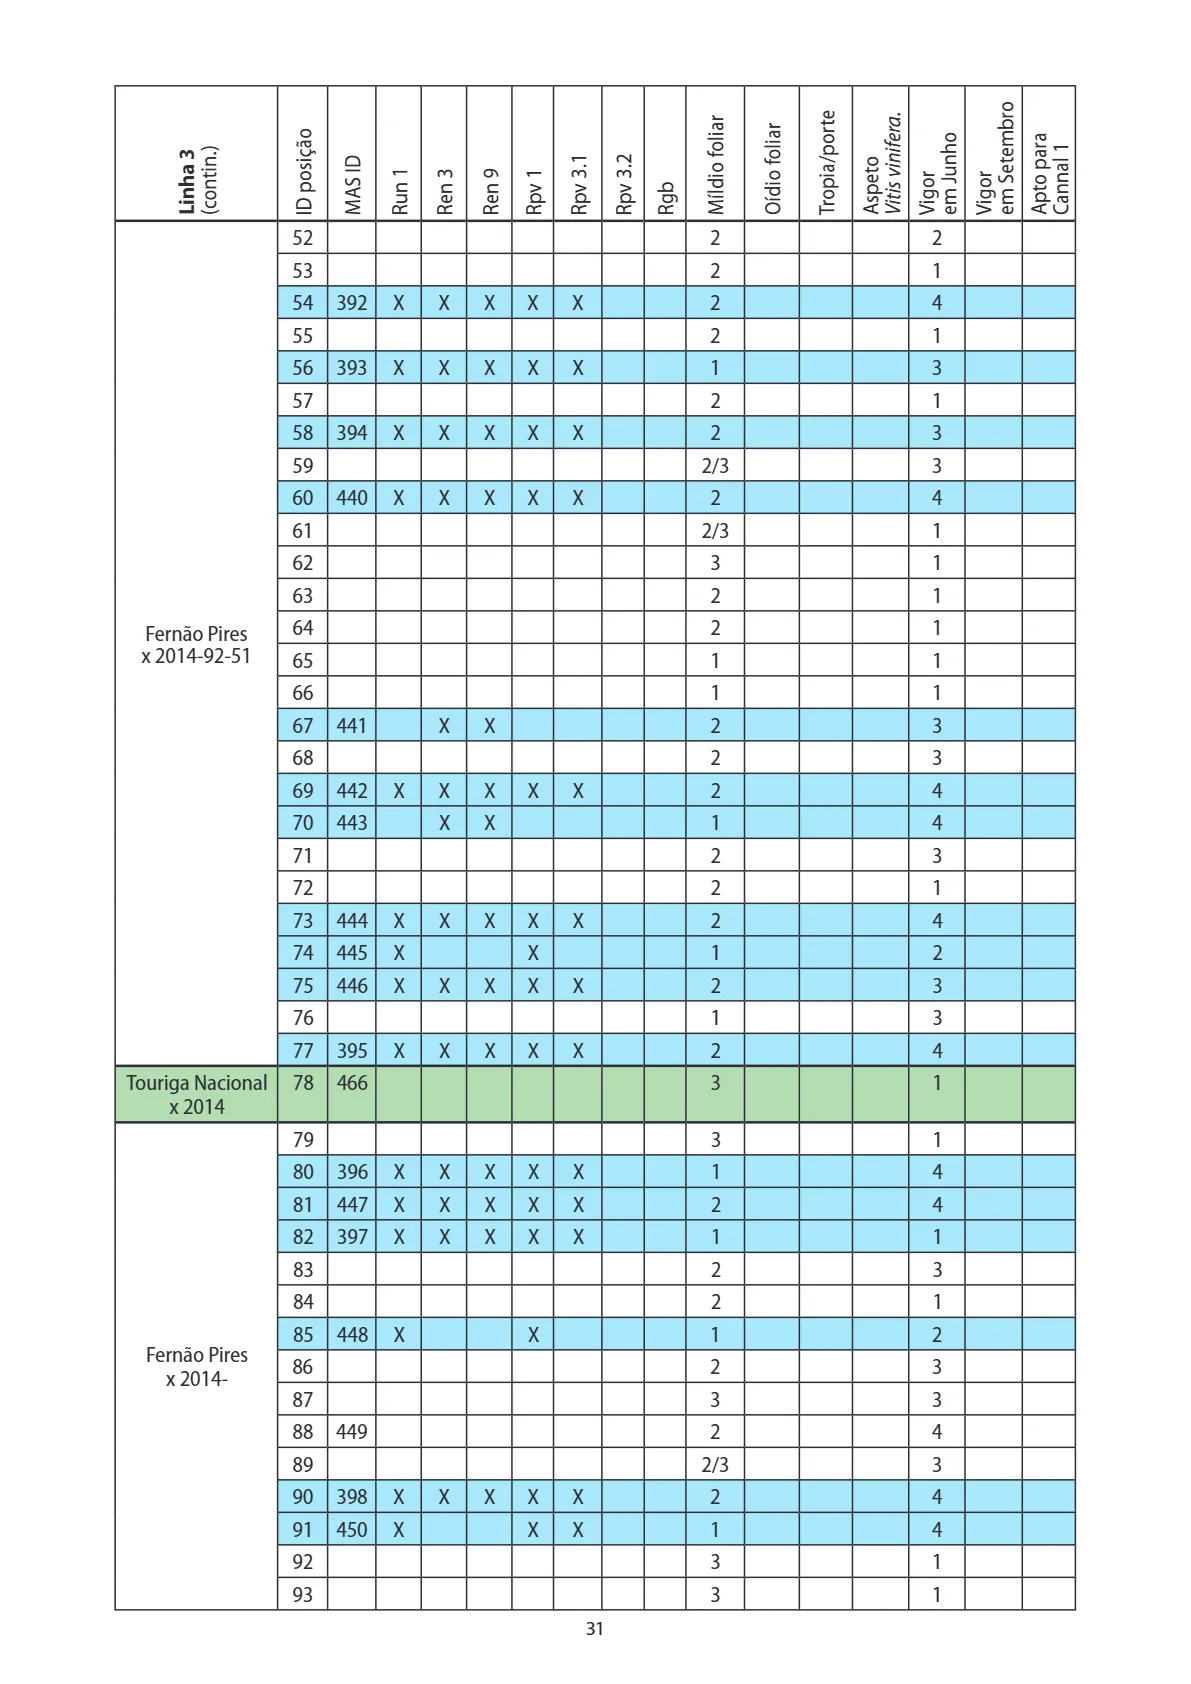 Linha 3 (contin.) ID posição MAS ID Run 1 Ren 3 Ren 9 Rpv 1 Rpv 3.1 Rpv 3.2 Rgb Míldio foliar Oídio foliar Tropia/porte Aspeto Vitis vinifera. Vigor em Junho Vigor em Setembro Apto para Cannal 1
52 2 2
53 2 1
54 392 X X X X X 2 4
55 2 1
56 393 X X X X X 1 3
57 2 1
58 394 X X X X X 2 3
59 2/3 3
60 440 X X X X X 2 4
61 2/3 1
62 3 1
63 2 1
64 2 1
Fernão Pires
x 2014-92-51
65 1 1
66 1 1
67 441 X X 2 3
68 2 3
69 442 X X X X X 2 4
70 443 X X 1 4
71 2 3
72 2 1
73 444 X X X X X 2 4
74 445 X X 1 2
75 446 X X X X X 2 3
76 1 3
77 395 X X X X X 2 4
Touriga Nacional 78 466 3 1
x 2014
79 3 1
80 396 X X X X X 1 4
81 447 X X X X X 2 4
82 397 X X X X X 1 1
83 2 3
84 2 1
85 448 X X 1 2
Fernão Pires
x 2014-
86 2 3
87 3 3
88 449 2 4
89 2/3 3
90 398 X X X X X 2 4
91 450 X X X 1 4
92 3 1
93 3 1
31